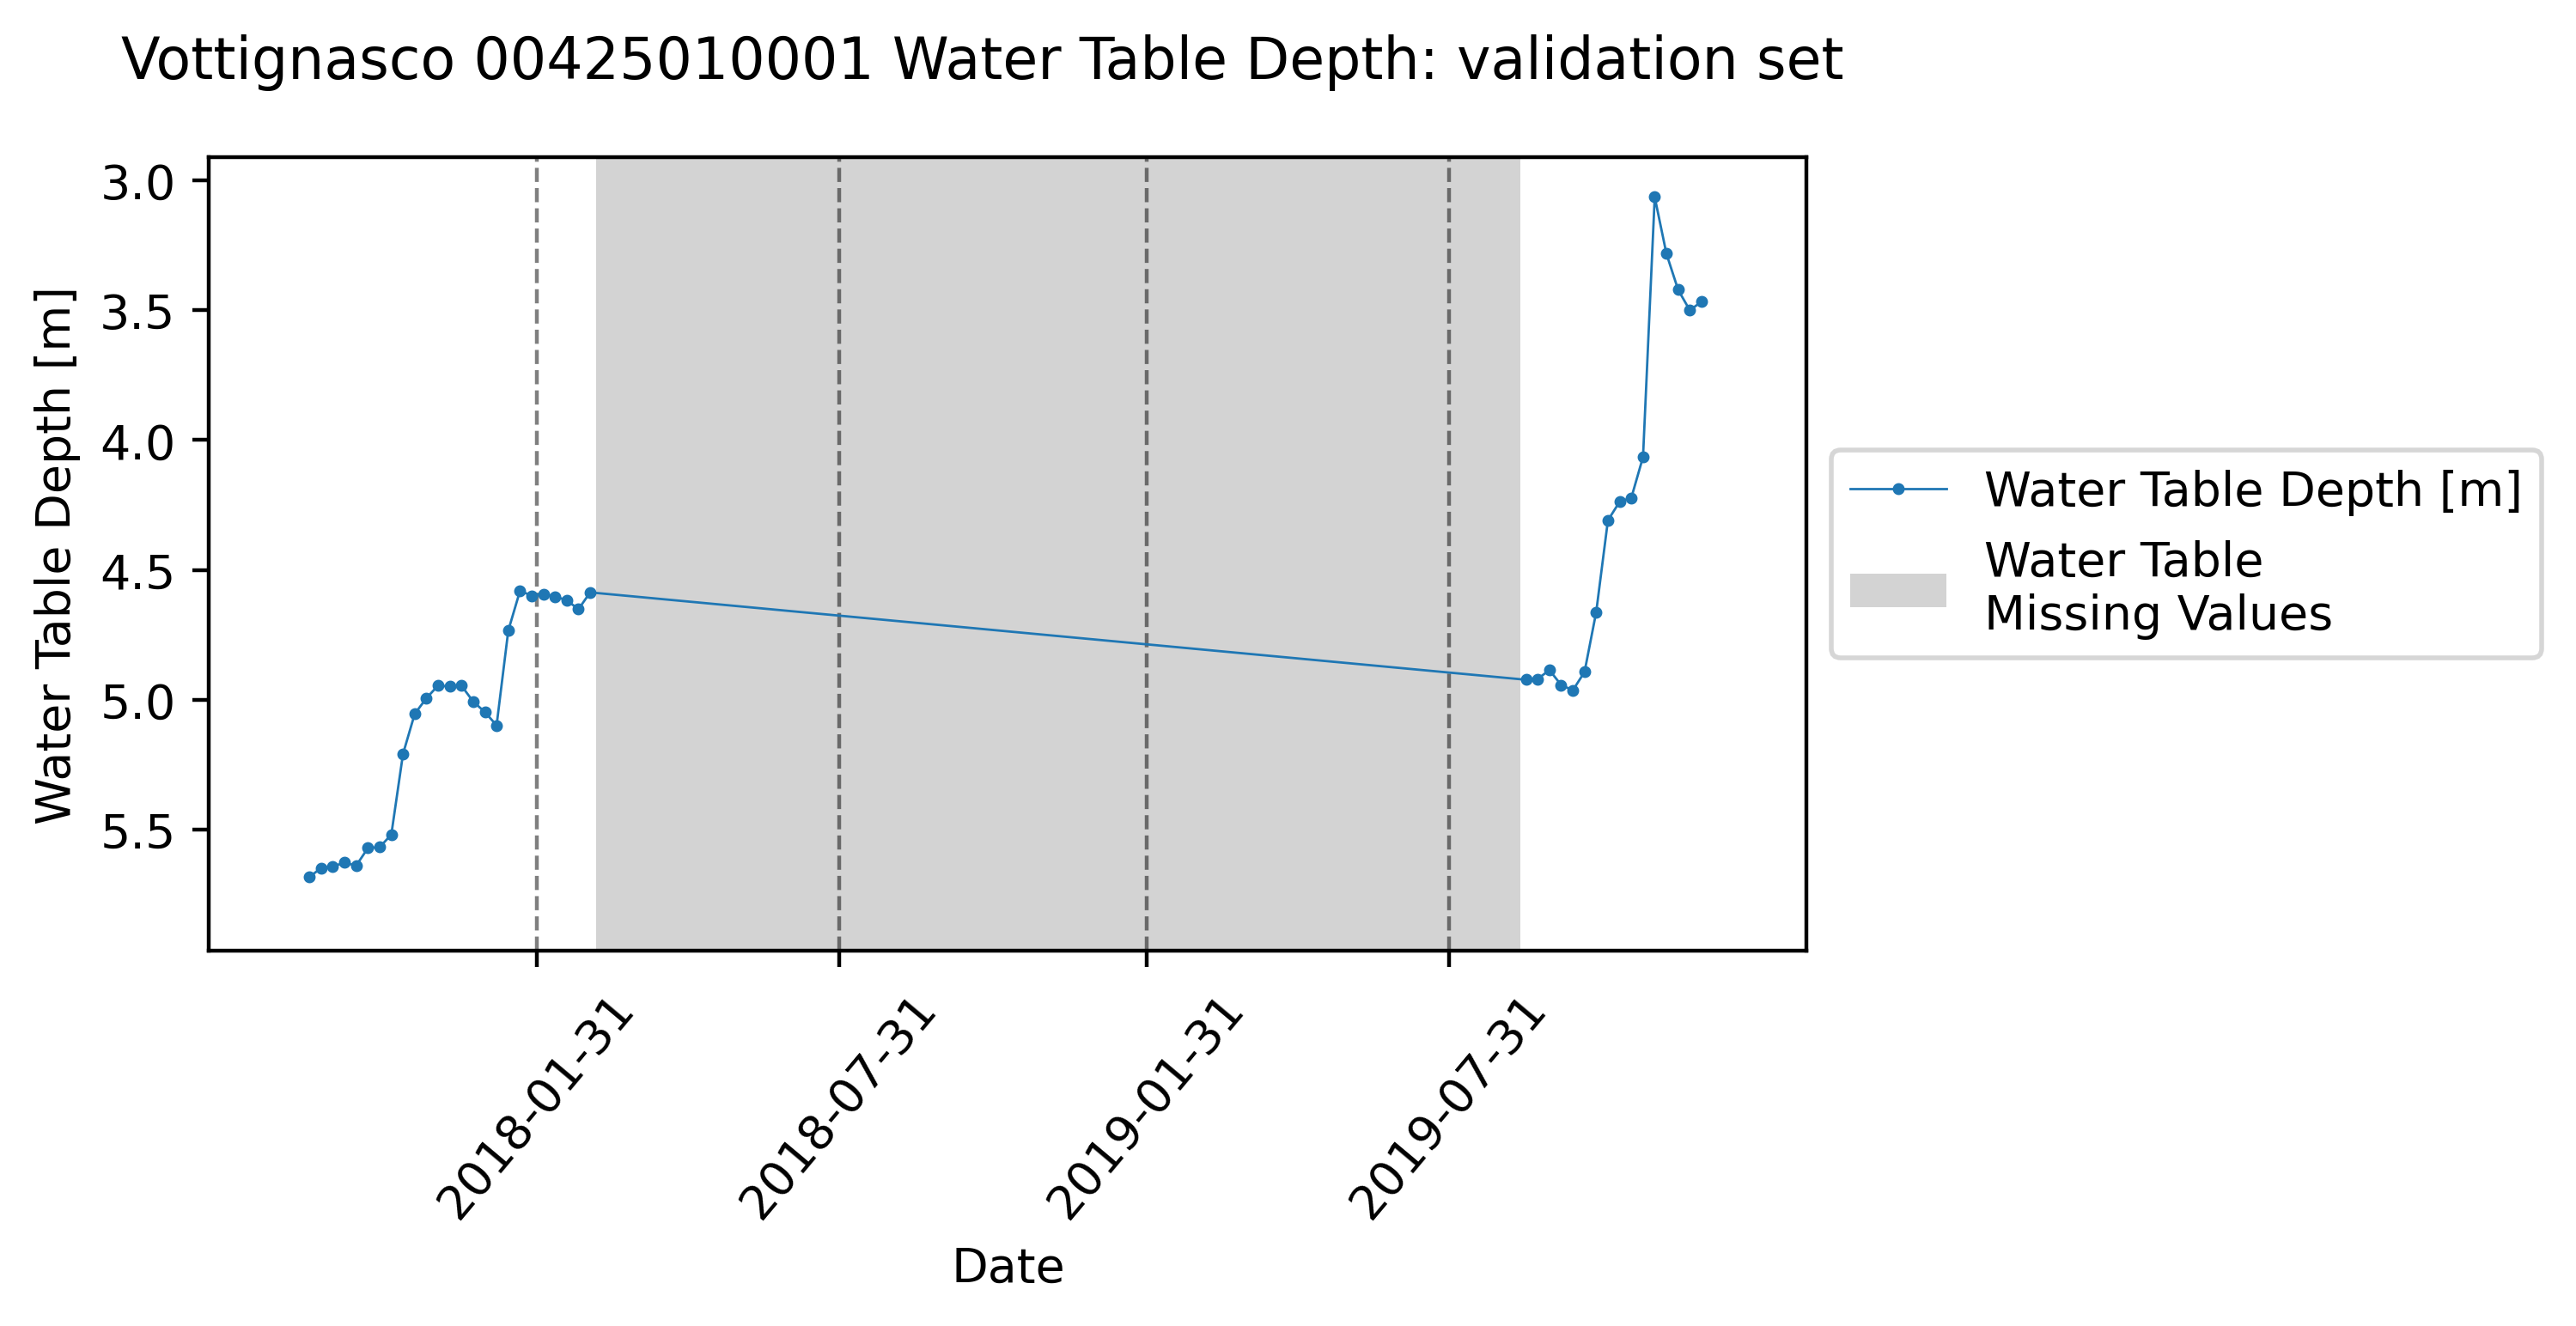 Vottignasco 00425010001 Water Table Depth: validation set
Water Table Depth [m]
3.0
3.5
4.0
4.5
5.0
5.5
2018-01-31
2018-07-31
2019-01-31
2019-07-31
Date
Water Table Depth [m]
Water Table
Missing Values